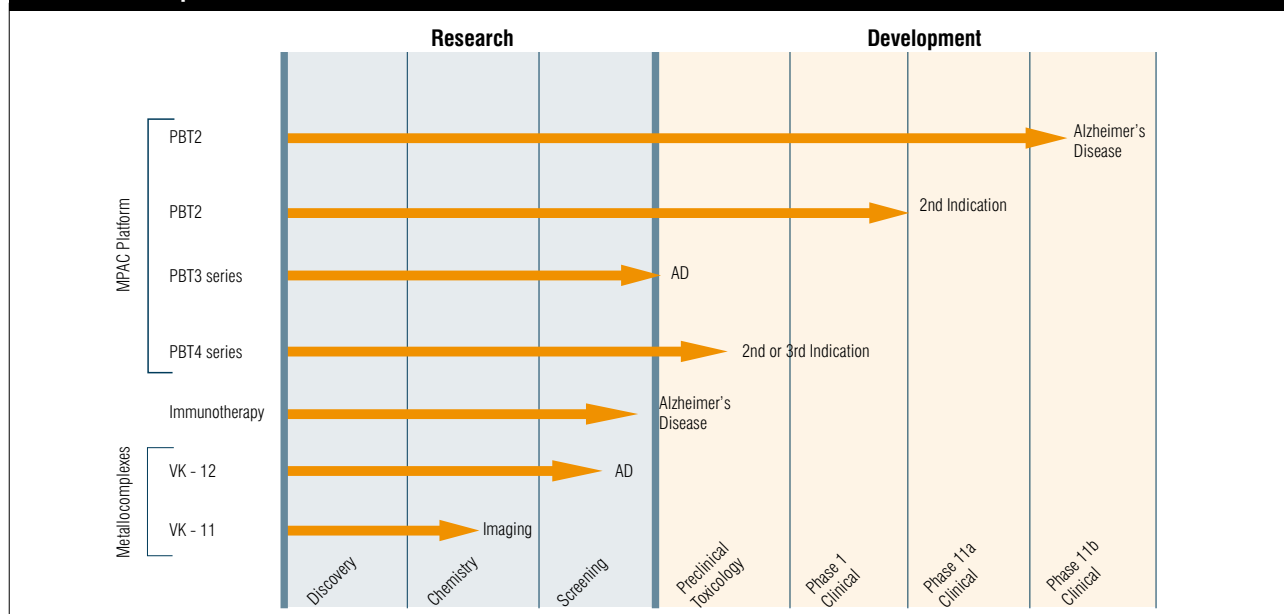 Research
Development
MPAC Platform
PBT2
Alzheimer's
Disease
PBT2
2nd Indication
PBT3 series
AD
PBT4 series
2nd or 3rd Indication
Immunotherapy
Alzheimer's
Disease
Metallocomplexes
VK - 12
AD
VK - 11
Imaging
Discovery
Chemistry
Screening
Preclinical
Toxicology
Phase 1
Clinical
Phase 11a
Clinical
Phase 11b
Clinical